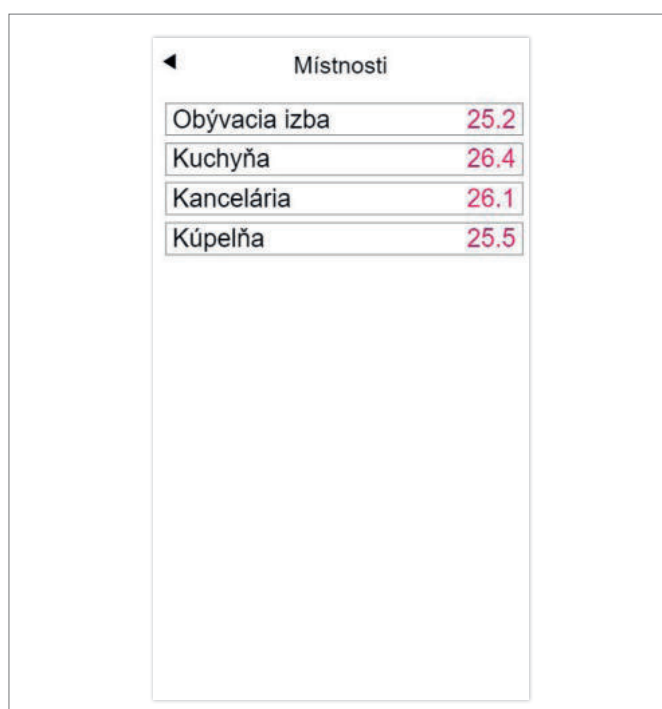 Místnosti
Obývacia izba 25.2
Kuchyňa 26.4
Kancelária 26.1
Kúpelňa 25.5